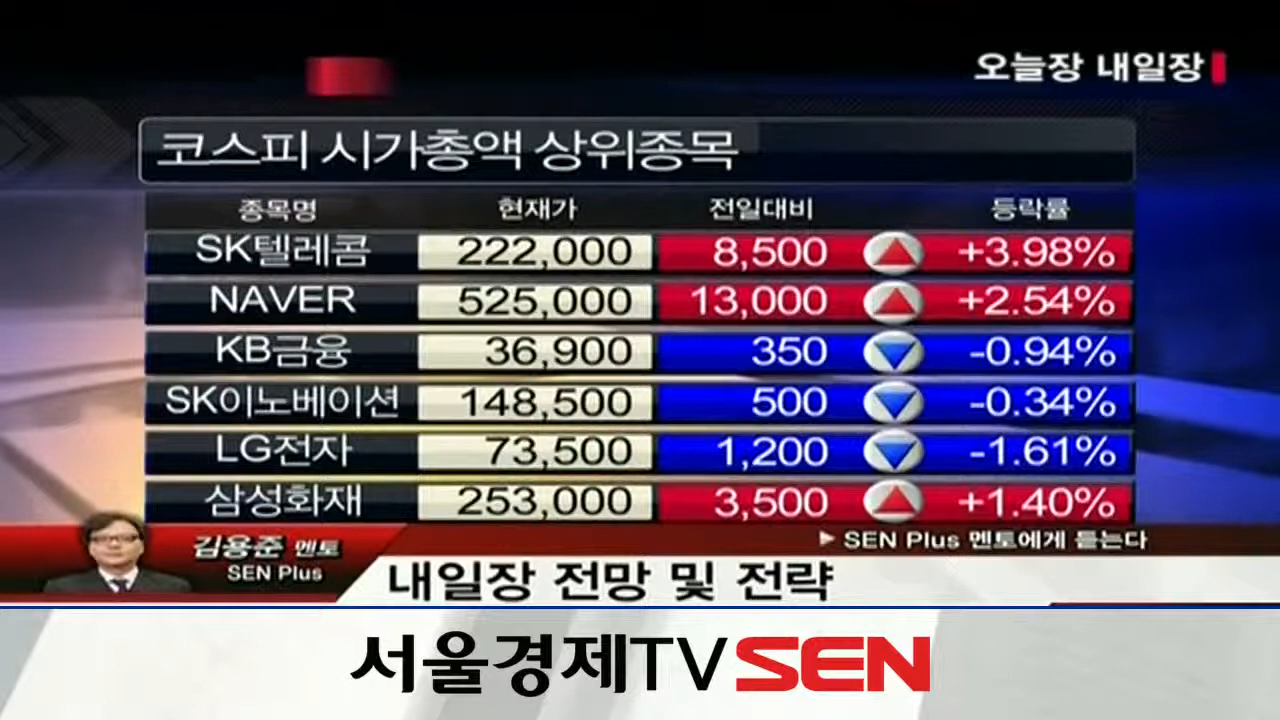 오늘장 내일장
코스피 시가총액 상위종목
종목명 현재가 전일대비 등락률
SK텔레콤 222,000 8,500 ▲ +3.98%
NAVER 525,000 13,000 ▲ +2.54%
KB금융 36,900 350 ▼ -0.94%
SK이노베이션 148,500 500 ▼ -0.34%
LG전자 73,500 1,200 ▼ -1.61%
삼성화재 253,000 3,500 ▲ +1.40%
▶ SEN Plus 멘토에게 듣는다
김용준 멘토
SEN Plus
내일장 전망 및 전략
서울경제TV SEN